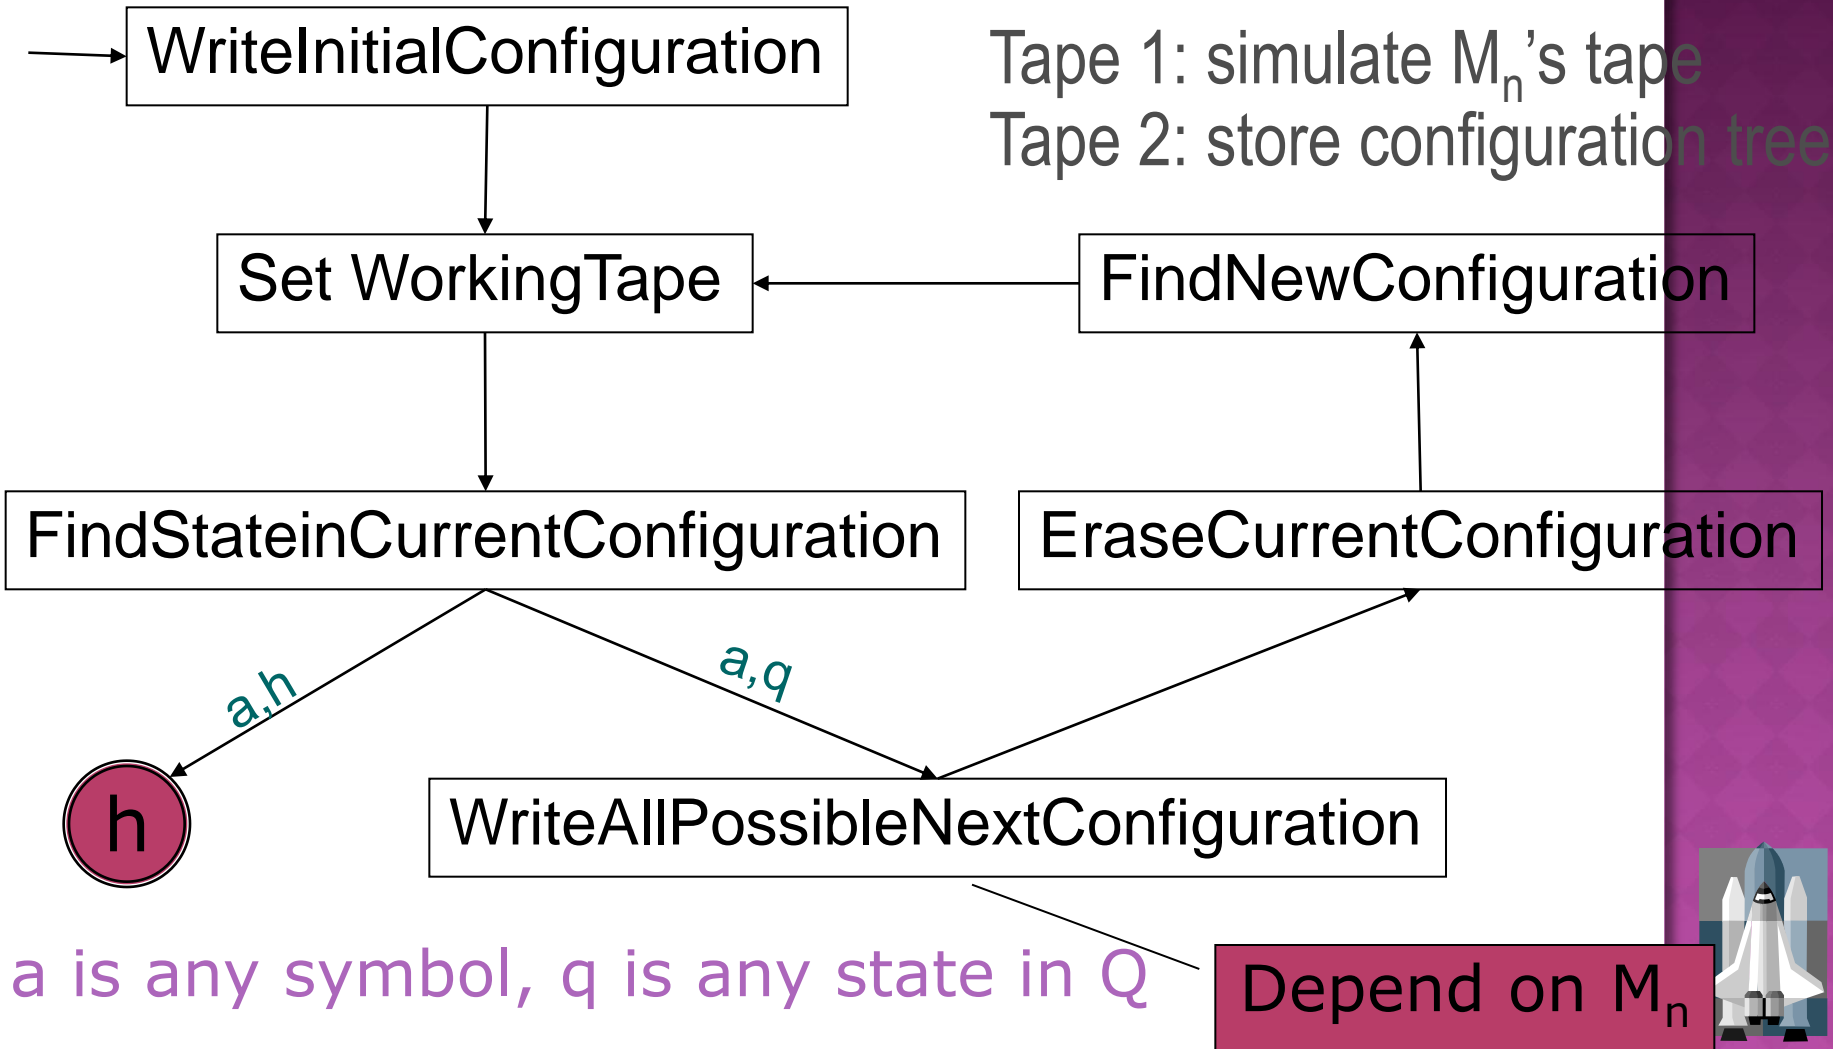 WriteInitialConfiguration
Tape 1: simulate Mn's tape
Tape 2: store configuration tree
Set WorkingTape
FindNewConfiguration
FindStateinCurrentConfiguration
EraseCurrentConfiguration
a,h
a,q
h
WriteAllPossibleNextConfiguration
a is any symbol, q is any state in Q
Depend on Mn